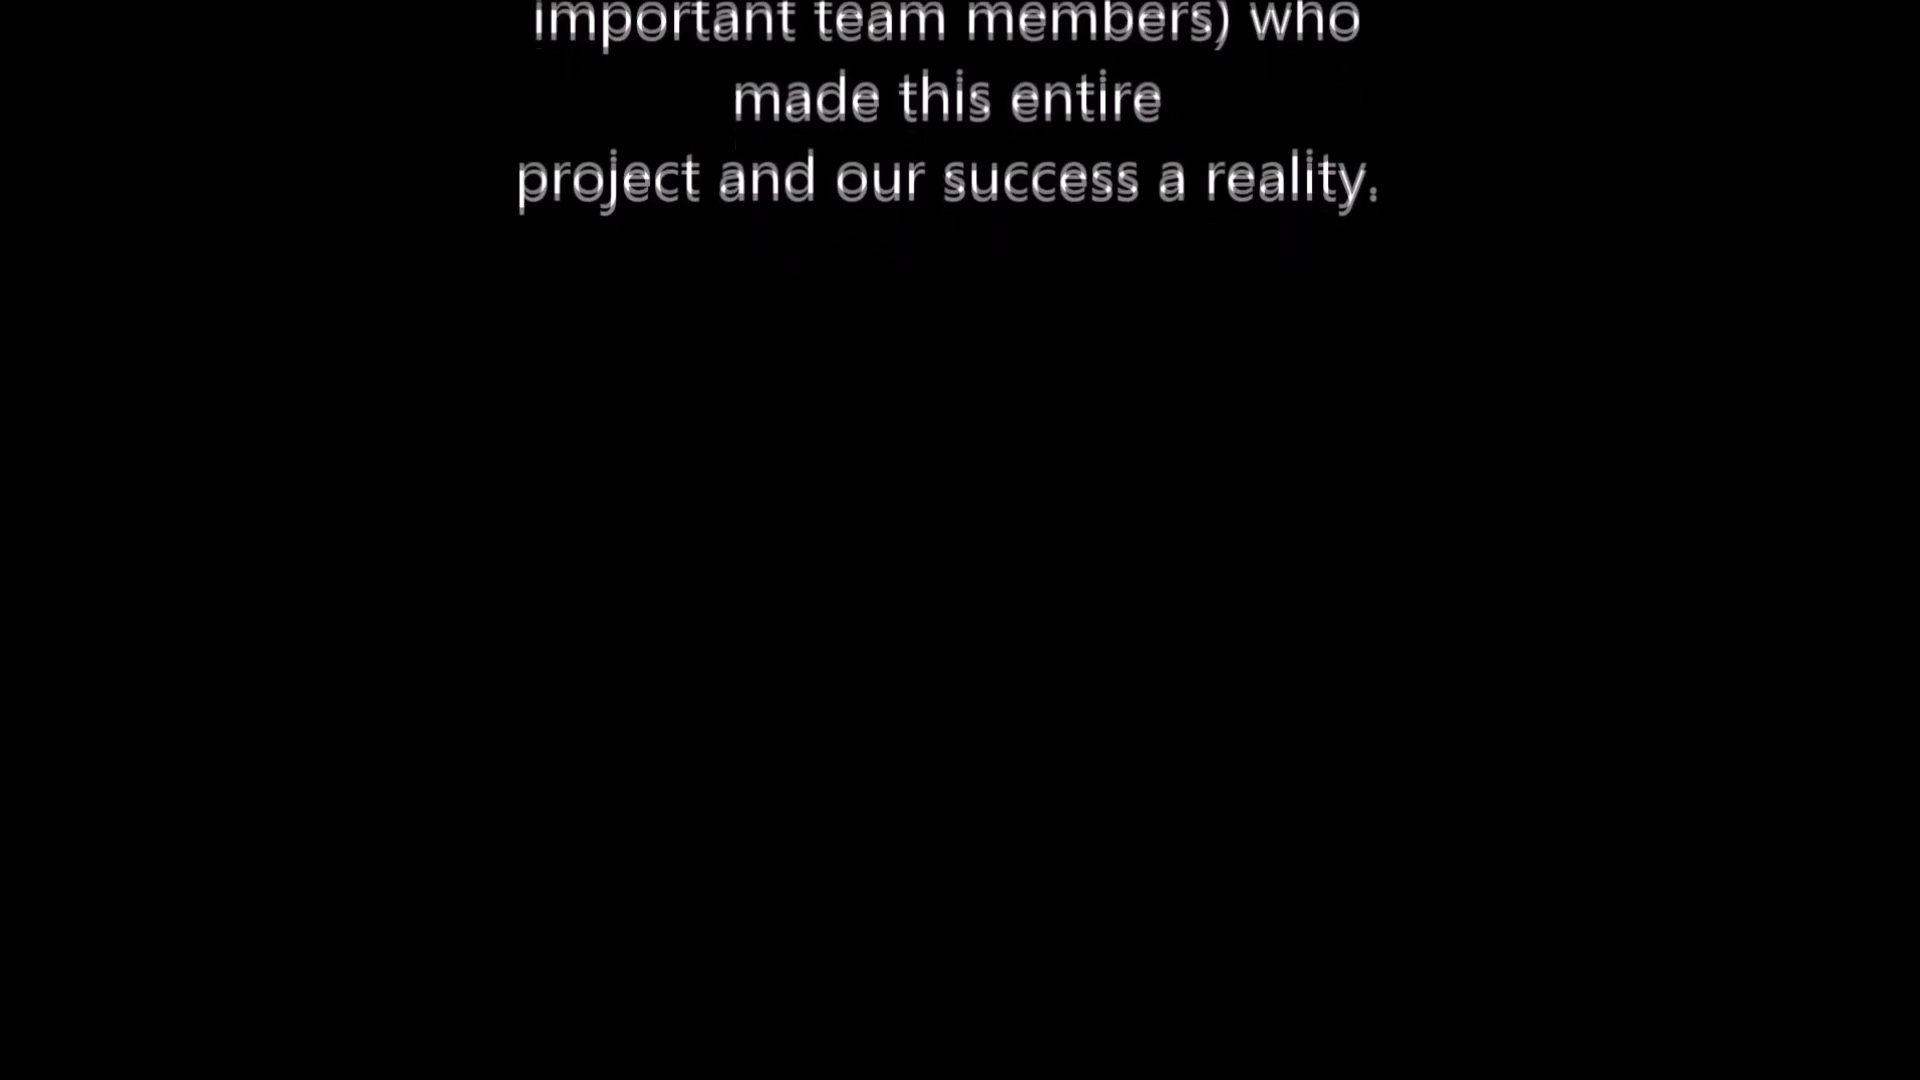 important team members) who
made this entire
project and our success a reality.